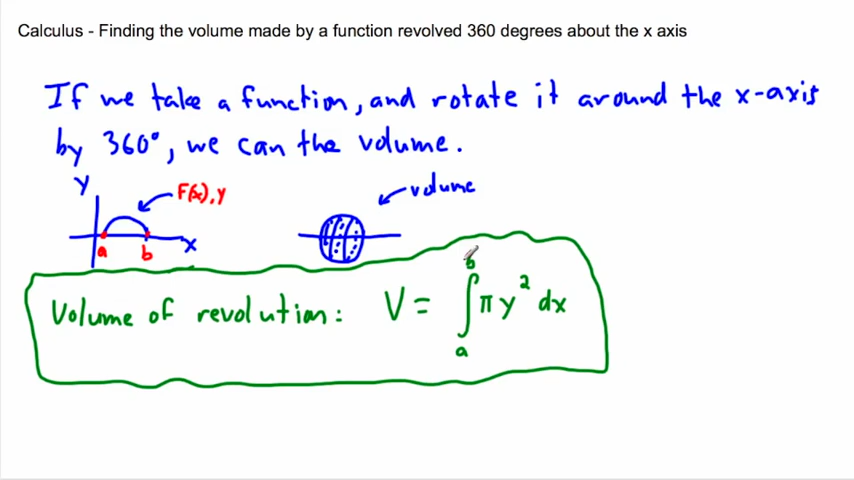 Calculus - Finding the volume made by a function revolved 360 degrees about the x axis
If we take a function, and rotate it around the x-axis
by 360°, we can the volume.
y
F(x), y
volume
a
b
x
b
Volume of revolution: V = ∫ π y² dx
a